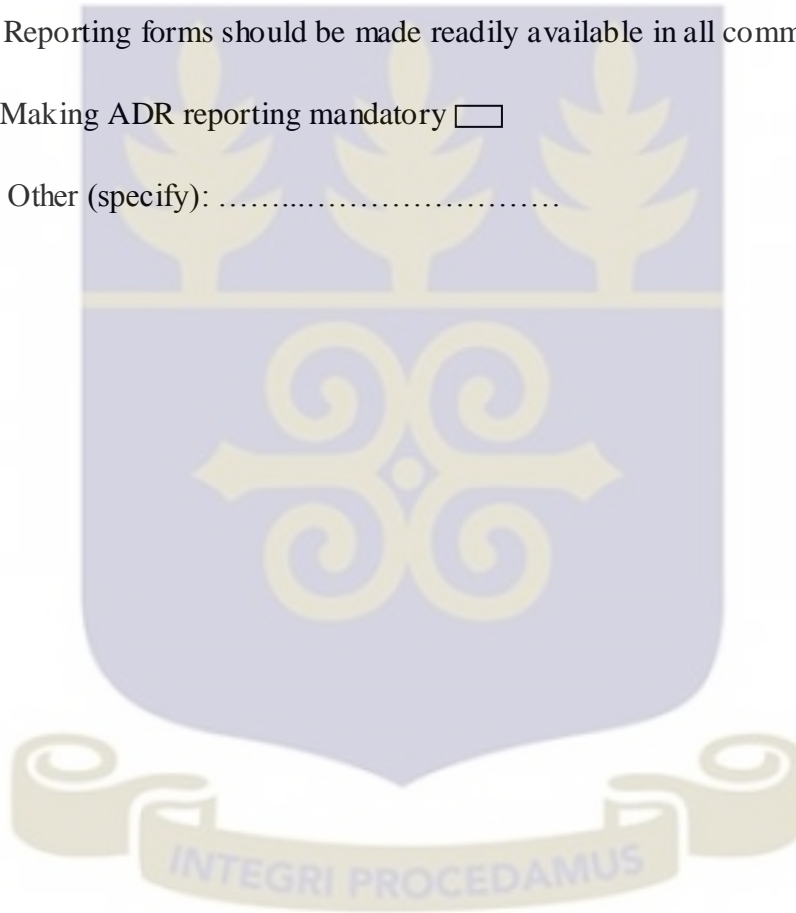 Reporting forms should be made readily available in all comm
Making ADR reporting mandatory
Other (specify): ……...……………………
INTEGRI PROCEDAMUS